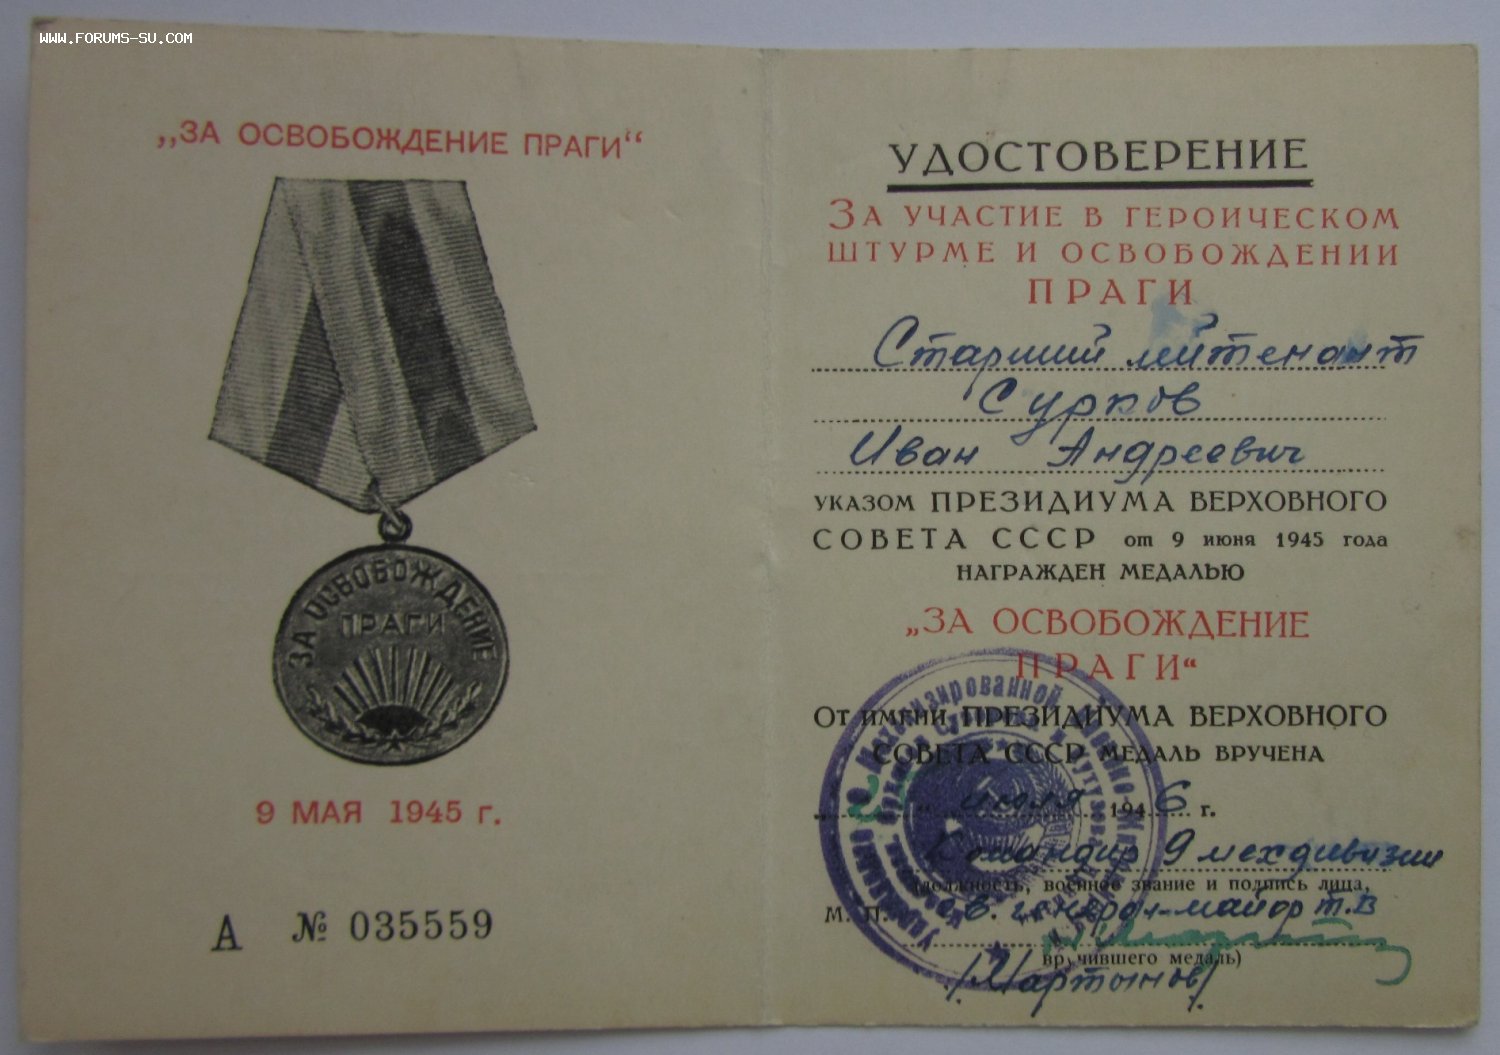 www.forums-su.com
„ЗА ОСВОБОЖДЕНИЕ ПРАГИ“
ЗА ОСВОБОЖДЕНИЕ
ПРАГИ
9 МАЯ 1945 г.
А № 035559
УДОСТОВЕРЕНИЕ
ЗА УЧАСТИЕ В ГЕРОИЧЕСКОМ
ШТУРМЕ И ОСВОБОЖДЕНИИ
ПРАГИ
Старший лейтенант
Сурков
Иван Андреевич
УКАЗОМ ПРЕЗИДИУМА ВЕРХОВНОГО
СОВЕТА СССР от 9 июня 1945 года
НАГРАЖДЕН МЕДАЛЬЮ
„ЗА ОСВОБОЖДЕНИЕ
ПРАГИ“
ОТ ИМЕНИ ПРЕЗИДИУМА ВЕРХОВНОГО
СОВЕТА СССР МЕДАЛЬ ВРУЧЕНА
июля 1946 г.
Командир 9 мехдивизии
(должность, военное звание и подпись лица,
М. П. г.в. генерал-майор т.в
вручившего медаль)
/Мартынов/
Механизированной